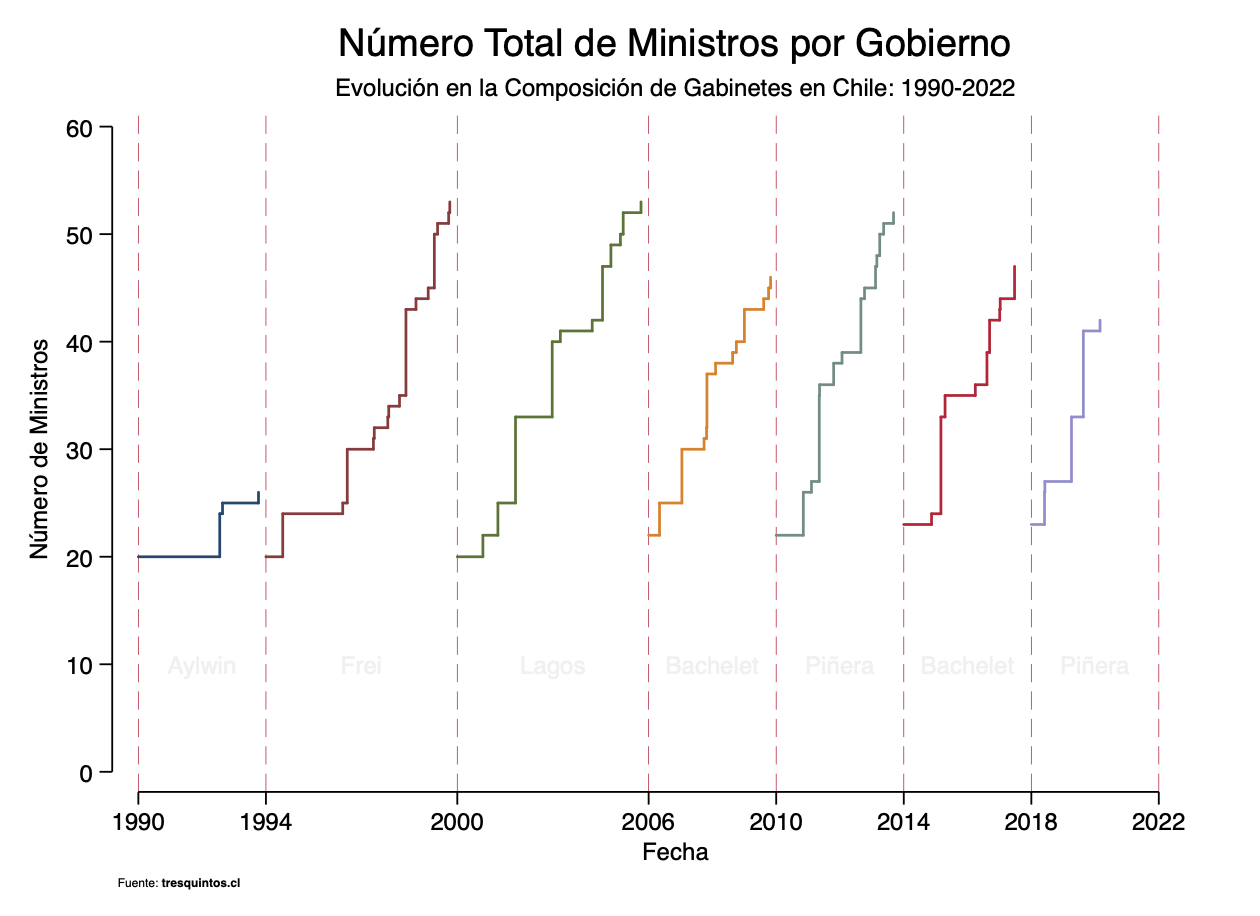 Número Total de Ministros por Gobierno
Evolución en la Composición de Gabinetes en Chile: 1990-2022
Número de Ministros
60
50
40
30
20
10
0
Aylwin Frei Lagos Bachelet Piñera Bachelet Piñera
1990 1994 2000 2006 2010 2014 2018 2022
Fecha
Fuente: tresquintos.cl